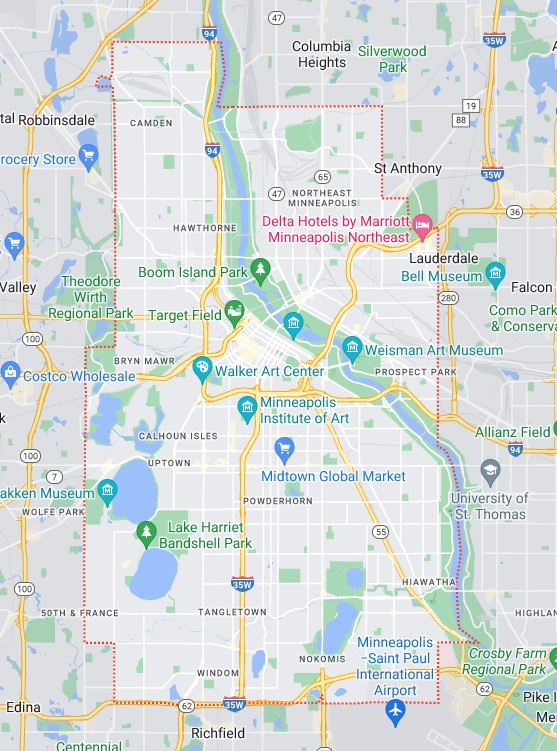 47
94
Columbia
Heights
Silverwood
Park
35W
tal Robbinsdale
19
88
CAMDEN
94
rocery Store
St Anthony
65
35W
47
NORTHEAST
MINNEAPOLIS
36
Delta Hotels by Marriott
Minneapolis Northeast
HAWTHORNE
Lauderdale
Boom Island Park
Bell Museum
Valley
Theodore
Wirth
Regional Park
Falcon
280
Target Field
Como Park
& Conserva
100
Weisman Art Museum
BRYN MAWR
Walker Art Center
PROSPECT PARK
Costco Wholesale
k
Minneapolis
Institute of Art
Allianz Field
CALHOUN ISLES
94
100
UPTOWN
7
Midtown Global Market
akken Museum
University of
St. Thomas
POWDERHORN
WOLFE PARK
Lake Harriet
Bandshell Park
55
35W
HIAWATHA
100
50TH & FRANCE
TANGLETOWN
HIGHLAN
Minneapolis
–Saint Paul
International
Airport
Crosby Farm
Regional Park
NOKOMIS
WINDOM
62
Edina
62
35W
Pike I
Me
Richfield
Centennial